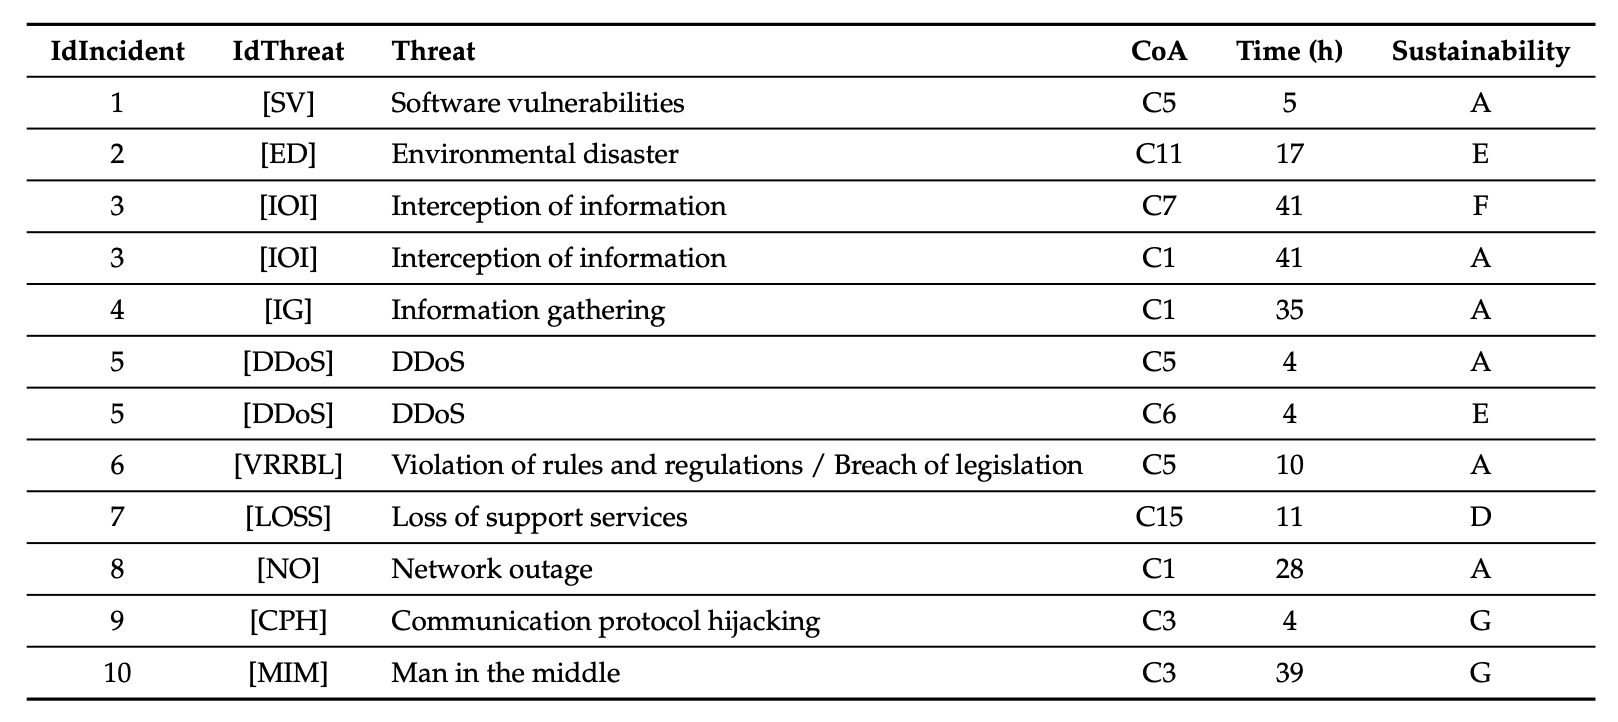 IdIncident IdThreat Threat CoA Time (h) Sustainability
1 [SV] Software vulnerabilities C5 5 A
2 [ED] Environmental disaster C11 17 E
3 [IOI] Interception of information C7 41 F
3 [IOI] Interception of information C1 41 A
4 [IG] Information gathering C1 35 A
5 [DDoS] DDoS C5 4 A
5 [DDoS] DDoS C6 4 E
6 [VRRBL] Violation of rules and regulations / Breach of legislation C5 10 A
7 [LOSS] Loss of support services C15 11 D
8 [NO] Network outage C1 28 A
9 [CPH] Communication protocol hijacking C3 4 G
10 [MIM] Man in the middle C3 39 G